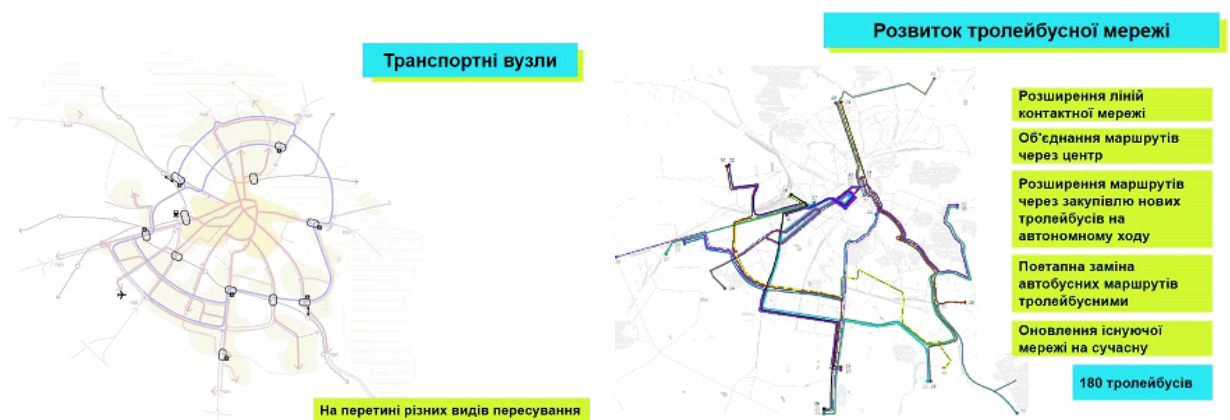 Транспортні вузли
На перетині різних видів пересування
Розвиток тролейбусної мережі
Розширення ліній
контактної мережі
Об'єднання маршрутів
через центр
Розширення маршрутів
через закупівлю нових
тролейбусів на
автономному ходу
Поетапна заміна
автобусних маршрутів
тролейбусними
Оновлення існуючої
мережі на сучасну
180 тролейбусів